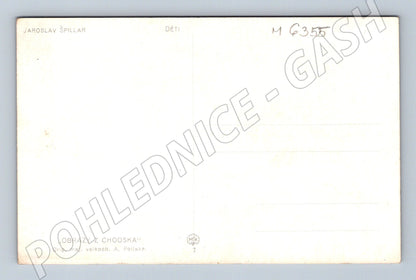 JAROSLAV ŠPILLAR DĚTI
M 6355
POHLEDNICE - GASH
„OBRAZY Z CHODSKA“